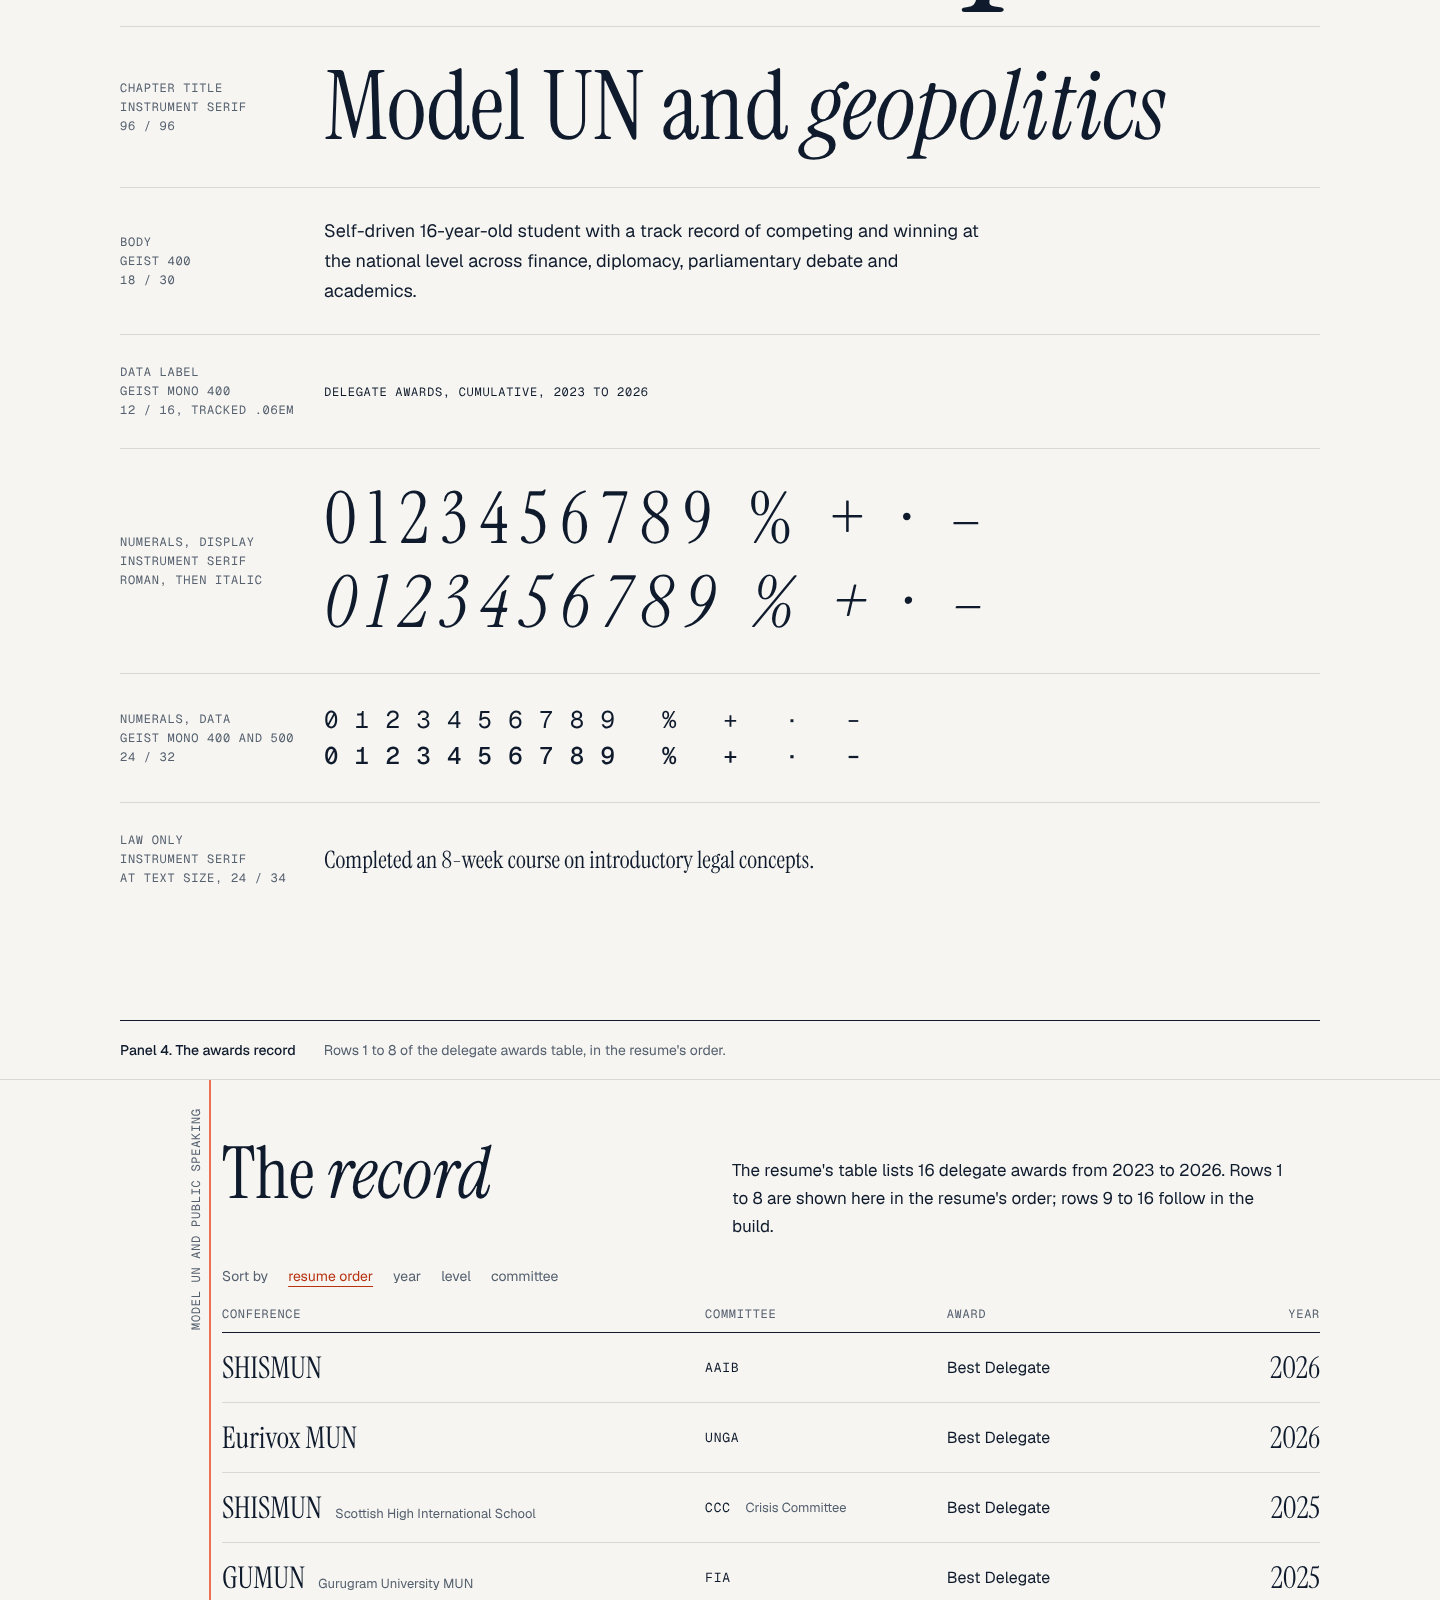 CHAPTER TITLE
INSTRUMENT SERIF
96 / 96
Model UN and geopolitics
BODY
GEIST 400
18 / 30
Self-driven 16-year-old student with a track record of competing and winning at
the national level across finance, diplomacy, parliamentary debate and
academics.
DATA LABEL
GEIST MONO 400
12 / 16, TRACKED .06EM
DELEGATE AWARDS, CUMULATIVE, 2023 TO 2026
NUMERALS, DISPLAY
INSTRUMENT SERIF
ROMAN, THEN ITALIC
0123456789 % + · –
0123456789 % + · –
NUMERALS, DATA
GEIST MONO 400 AND 500
24 / 32
0 1 2 3 4 5 6 7 8 9 % + · –
0 1 2 3 4 5 6 7 8 9 % + · –
LAW ONLY
INSTRUMENT SERIF
AT TEXT SIZE, 24 / 34
Completed an 8-week course on introductory legal concepts.
Panel 4. The awards record
Rows 1 to 8 of the delegate awards table, in the resume's order.
MODEL UN AND PUBLIC SPEAKING
The record
The resume's table lists 16 delegate awards from 2023 to 2026. Rows 1
to 8 are shown here in the resume's order; rows 9 to 16 follow in the
build.
Sort by resume order year level committee
CONFERENCE COMMITTEE AWARD YEAR
SHISMUN AAIB Best Delegate 2026
Eurivox MUN UNGA Best Delegate 2026
SHISMUN Scottish High International School CCC Crisis Committee Best Delegate 2025
GUMUN Gurugram University MUN FIA Best Delegate 2025